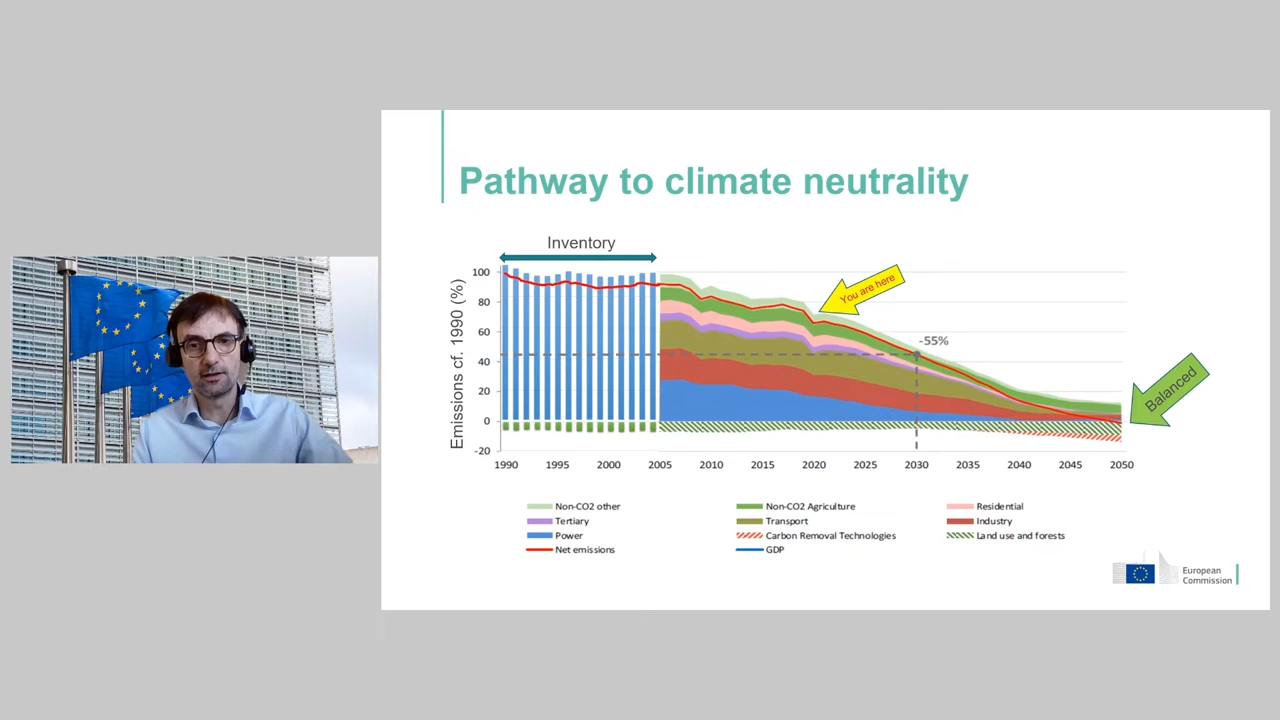 Pathway to climate neutrality
Inventory
Emissions cf. 1990 (%)
100
80
60
40
20
0
-20
You are here
-55%
Balanced
1990 1995 2000 2005 2010 2015 2020 2025 2030 2035 2040 2045 2050
Non-CO2 other Non-CO2 Agriculture Residential
Tertiary Transport Industry
Power Carbon Removal Technologies Land use and forests
Net emissions GDP
European
Commission